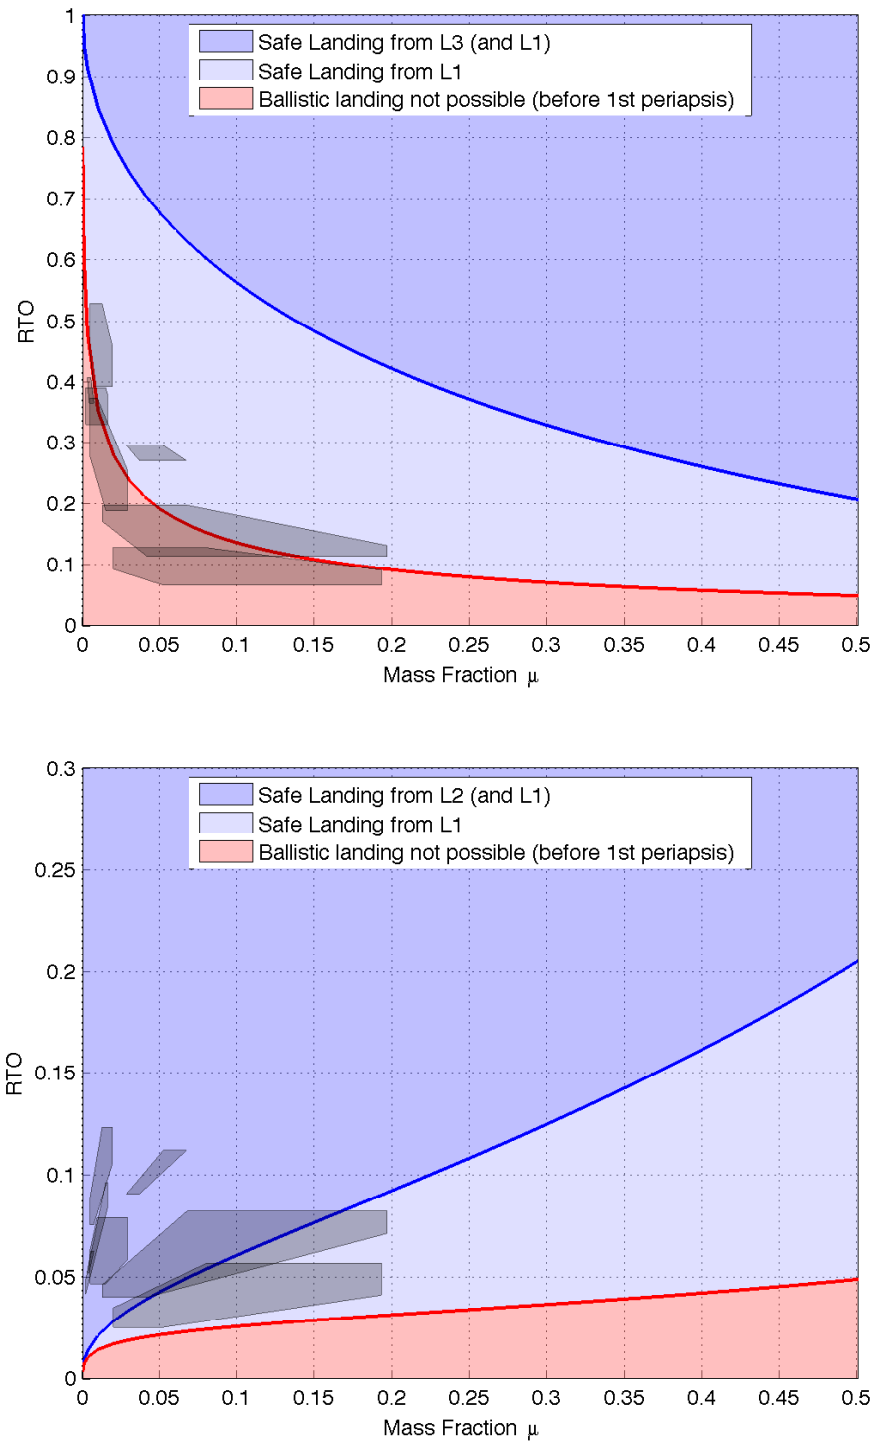 1
0.9
0.8
0.7
0.6
0.5
0.4
0.3
0.2
0.1
0
RTO
Safe Landing from L3 (and L1)
Safe Landing from L1
Ballistic landing not possible (before 1st periapsis)
0 0.05 0.1 0.15 0.2 0.25 0.3 0.35 0.4 0.45 0.5
Mass Fraction μ
0.3
0.25
0.2
0.15
0.1
0.05
0
RTO
Safe Landing from L2 (and L1)
Safe Landing from L1
Ballistic landing not possible (before 1st periapsis)
0 0.05 0.1 0.15 0.2 0.25 0.3 0.35 0.4 0.45 0.5
Mass Fraction μ